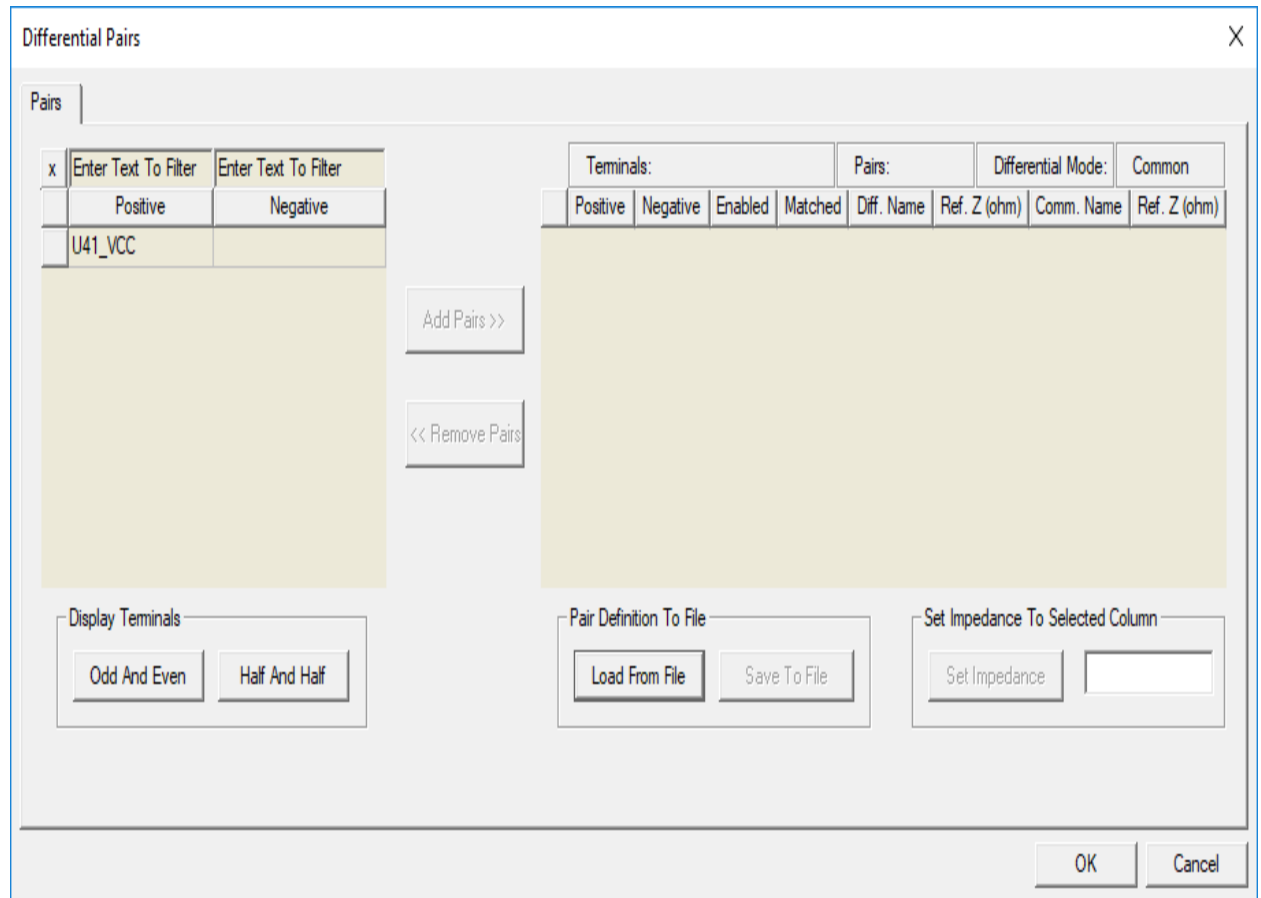 Differential Pairs
Pairs
x Enter Text To Filter Enter Text To Filter
Positive Negative
U41_VCC
Add Pairs >>
<< Remove Pairs
Terminals: Pairs: Differential Mode: Common
Positive Negative Enabled Matched Diff. Name Ref. Z (ohm) Comm. Name Ref. Z (ohm)
Display Terminals
Odd And Even Half And Half
Pair Definition To File
Load From File Save To File
Set Impedance To Selected Column
Set Impedance
OK Cancel